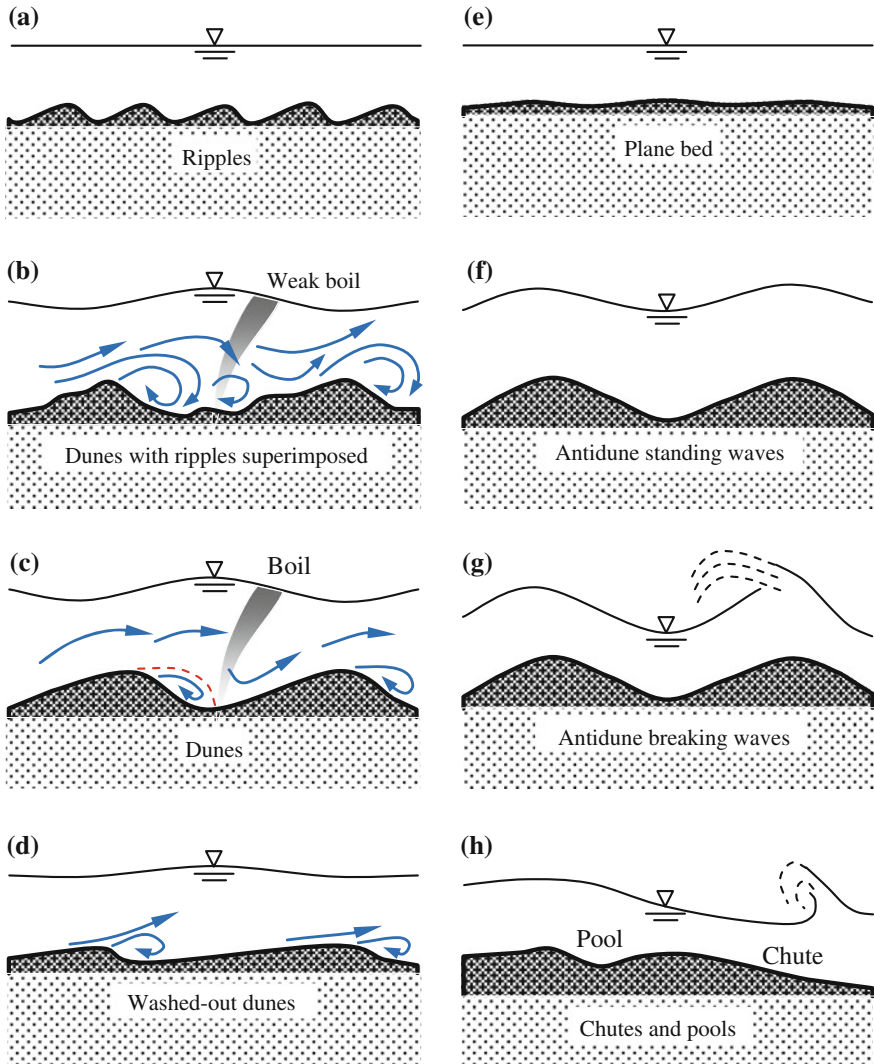 (a)
Ripples
(b)
Weak boil
Dunes with ripples superimposed
(c)
Boil
Dunes
(d)
Washed-out dunes
(e)
Plane bed
(f)
Antidune standing waves
(g)
Antidune breaking waves
(h)
Pool
Chute
Chutes and pools